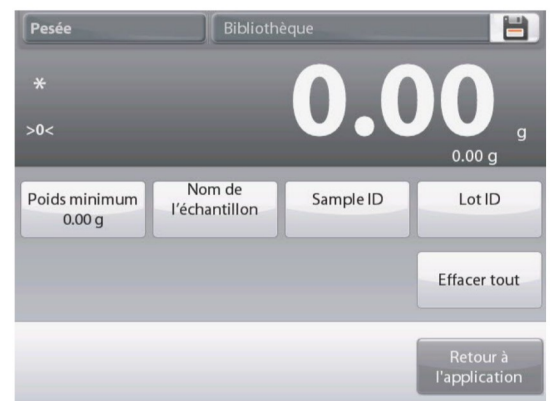 Pesée
Bibliothèque
*
>0<
0.00
g
0.00 g
Poids minimum
0.00 g
Nom de
l'échantillon
Sample ID
Lot ID
Effacer tout
Retour à
l'application